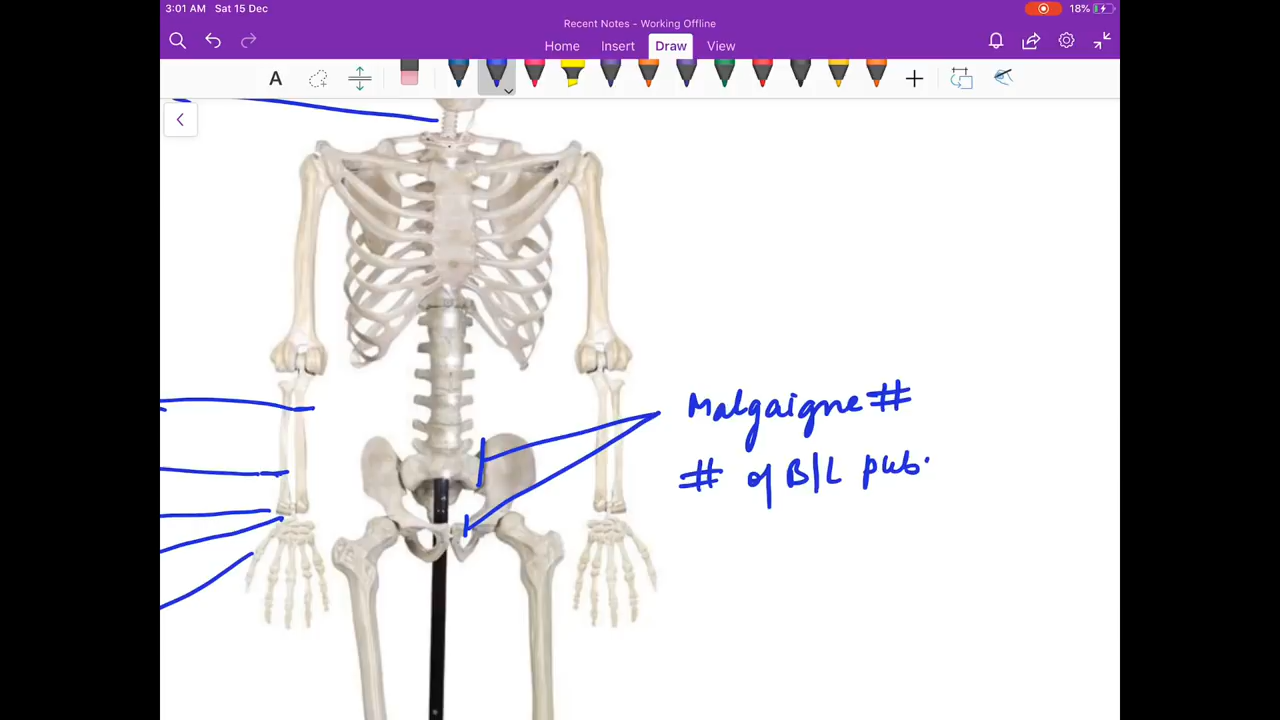 3:01 AM Sat 15 Dec
18%
Recent Notes - Working Offline
Home Insert Draw View
A
Malgaigne #
# of B/L pub.